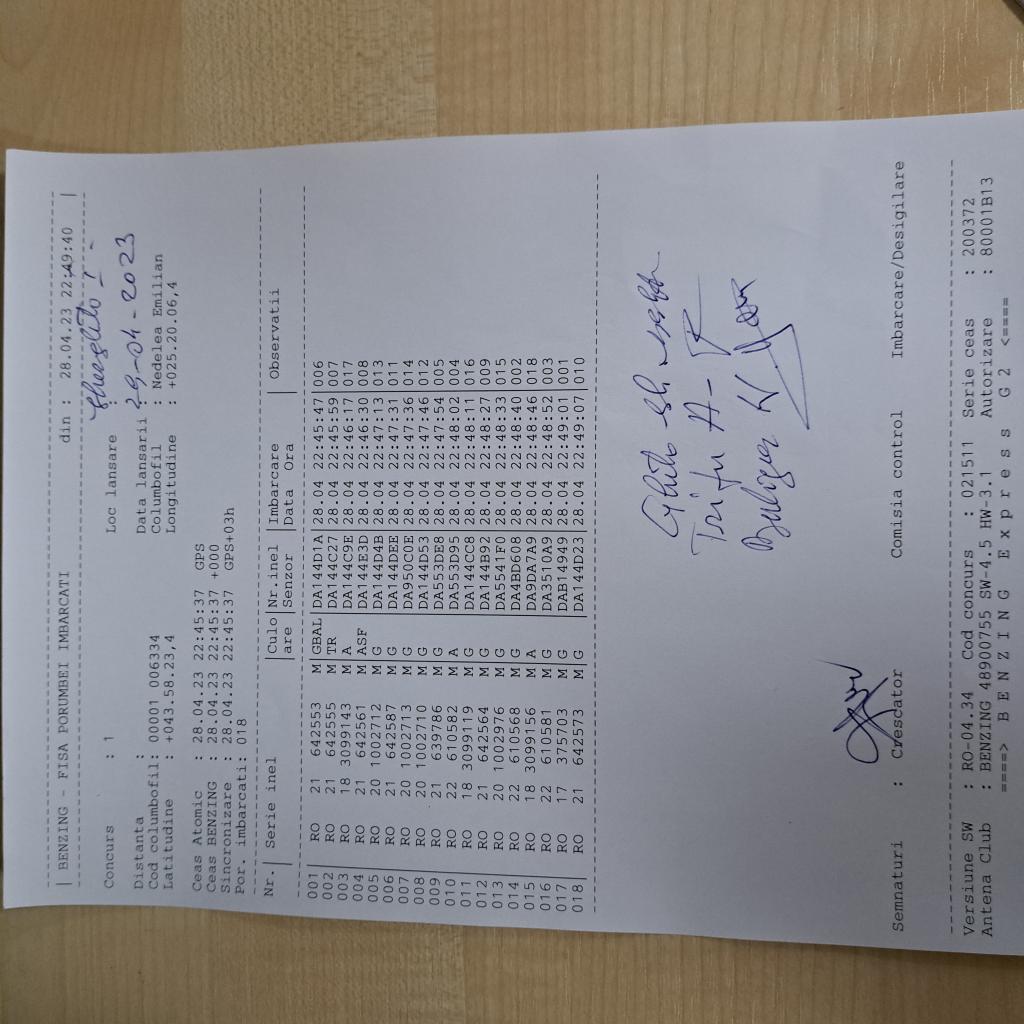 | BENZING - FISA PORUMBEI IMBARCATI din : 28.04.23 22:49:40 |
Concurs : 1 Loc lansare :
Distanta : Data lansarii : 29-04-2023
Cod columbofil: 00001 006334 Columbofil : Nedelea Emilian
Latitudine : +043.58.23,4 Longitudine : +025.20.06,4
Ceas Atomic : 28.04.23 22:45:37 GPS
Ceas BENZING : 28.04.23 22:45:37 +000
Sincronizare : 28.04.23 22:45:37 GPS+03h
Por. imbarcati: 018
Nr.| Serie inel |Culo|Nr.inel |Imbarcare Observatii
|are |Senzor |Data Ora
001| RO 21 642553 M|GBAL|DA144D1A|28.04 22:45:47|006
002| RO 21 642555 M|TR |DA144C27|28.04 22:45:59|007
003| RO 18 3099143 M|A |DA144C9E|28.04 22:46:17|017
004| RO 21 642561 M|ASF |DA144E3D|28.04 22:46:30|008
005| RO 20 1002712 M|G |DA144D4B|28.04 22:47:13|013
006| RO 21 642587 M|G |DA144DEE|28.04 22:47:31|011
007| RO 20 1002713 M|G |DA950C0E|28.04 22:47:36|014
008| RO 20 1002710 M|G |DA144D53|28.04 22:47:46|012
009| RO 21 639786 M|G |DA553DE8|28.04 22:47:54|005
010| RO 22 610582 M|A |DA553D95|28.04 22:48:02|004
011| RO 18 3099119 M|G |DA144CC8|28.04 22:48:11|016
012| RO 21 642564 M|G |DA144B92|28.04 22:48:27|009
013| RO 20 1002976 M|G |DA5541F0|28.04 22:48:33|015
014| RO 22 610568 M|G |DA4BD608|28.04 22:48:40|002
015| RO 18 3099156 M|A |DA9DA7A9|28.04 22:48:46|018
016| RO 22 610581 M|G |DA3510A9|28.04 22:48:52|003
017| RO 17 375703 M|G |DAB14949|28.04 22:49:01|001
018| RO 21 642573 M|G |DA144D23|28.04 22:49:07|010
Trifu A-
Semnaturi : Crescator Comisia control Imbarcare/Desigilare
Versiune SW : RO-04.34 Cod concurs : 021511 Serie ceas : 200372
Antena Club : BENZING 48900755 SW-4.5 HW-3.1 Autorizare : 80001B13
====> B E N Z I N G E x p r e s s G 2 <====